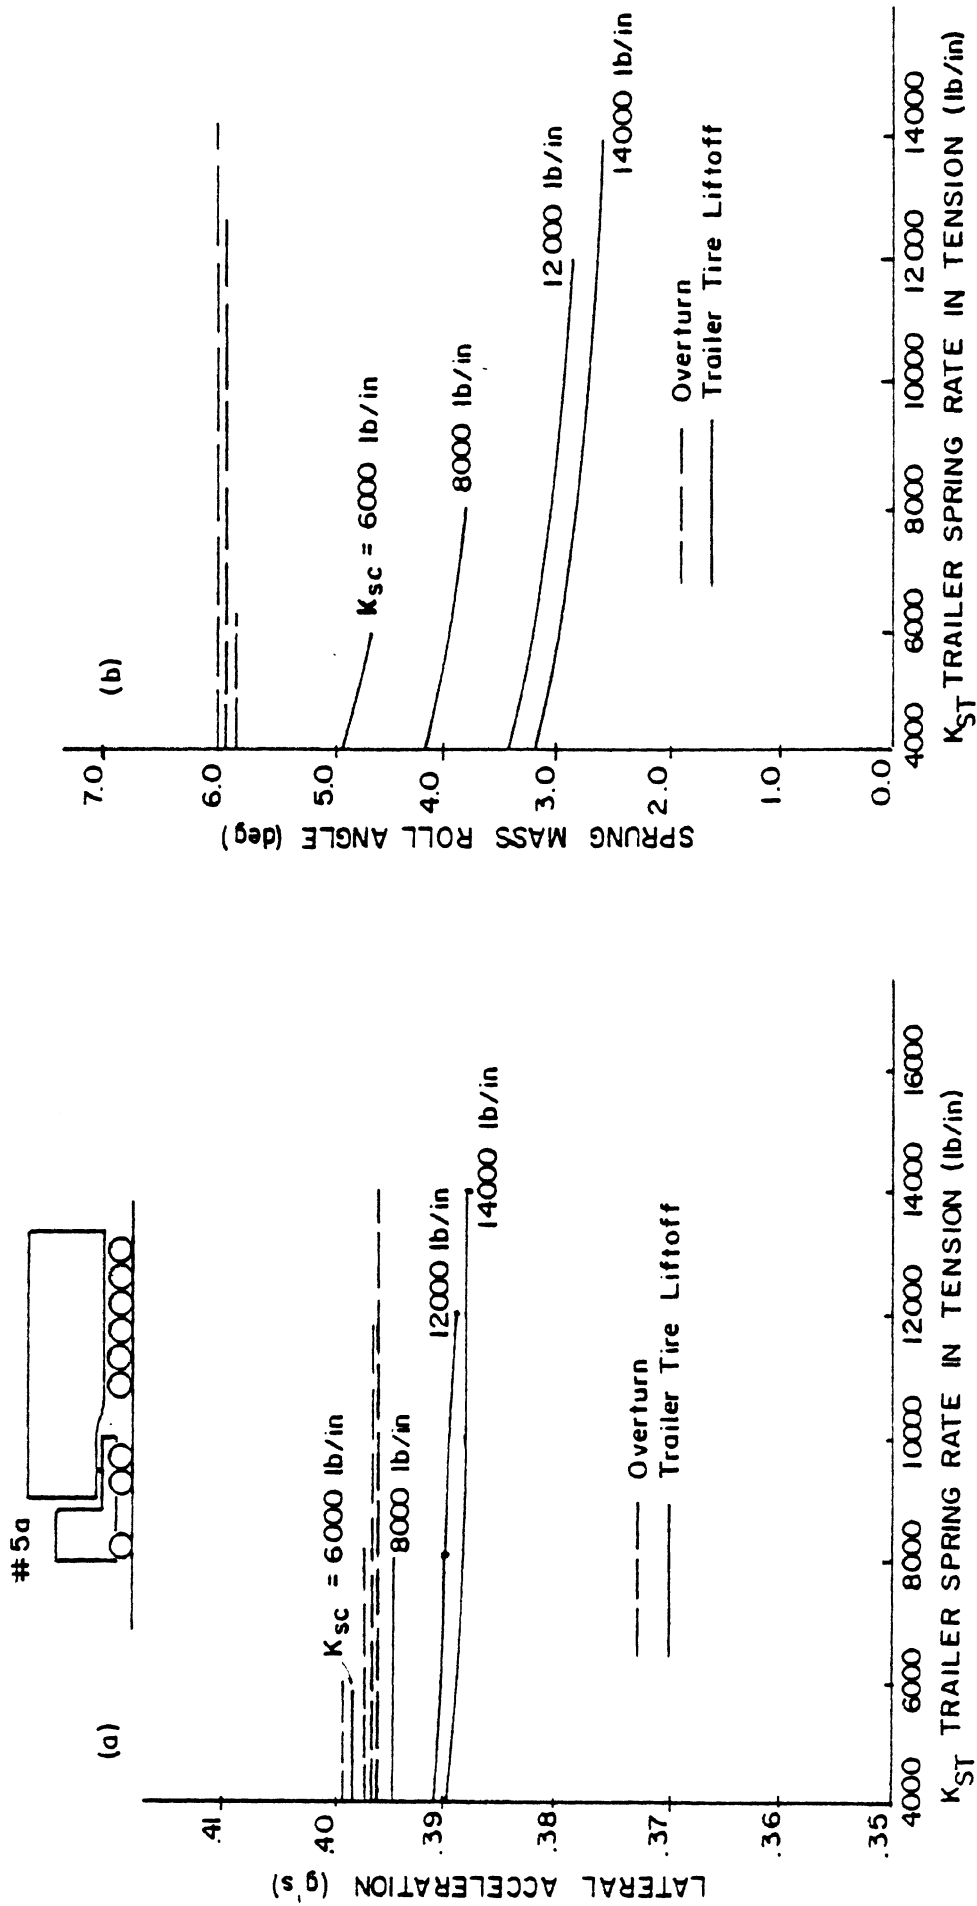 #5a
(a)
LATERAL ACCELERATION (g's)
.41
.40
.39
.38
.37
.36
.35
K_SC = 6000 lb/in
8000 lb/in
12000 lb/in
14000 lb/in
Overturn
Trailer Tire Liftoff
4000 6000 8000 10000 12000 14000 16000
K_ST TRAILER SPRING RATE IN TENSION (lb/in)
(b)
SPRUNG MASS ROLL ANGLE (deg)
7.0
6.0
5.0
4.0
3.0
2.0
1.0
0.0
K_SC = 6000 lb/in
8000 lb/in
12000 lb/in
14000 lb/in
Overturn
Trailer Tire Liftoff
4000 6000 8000 10000 12000 14000
K_ST TRAILER SPRING RATE IN TENSION (lb/in)